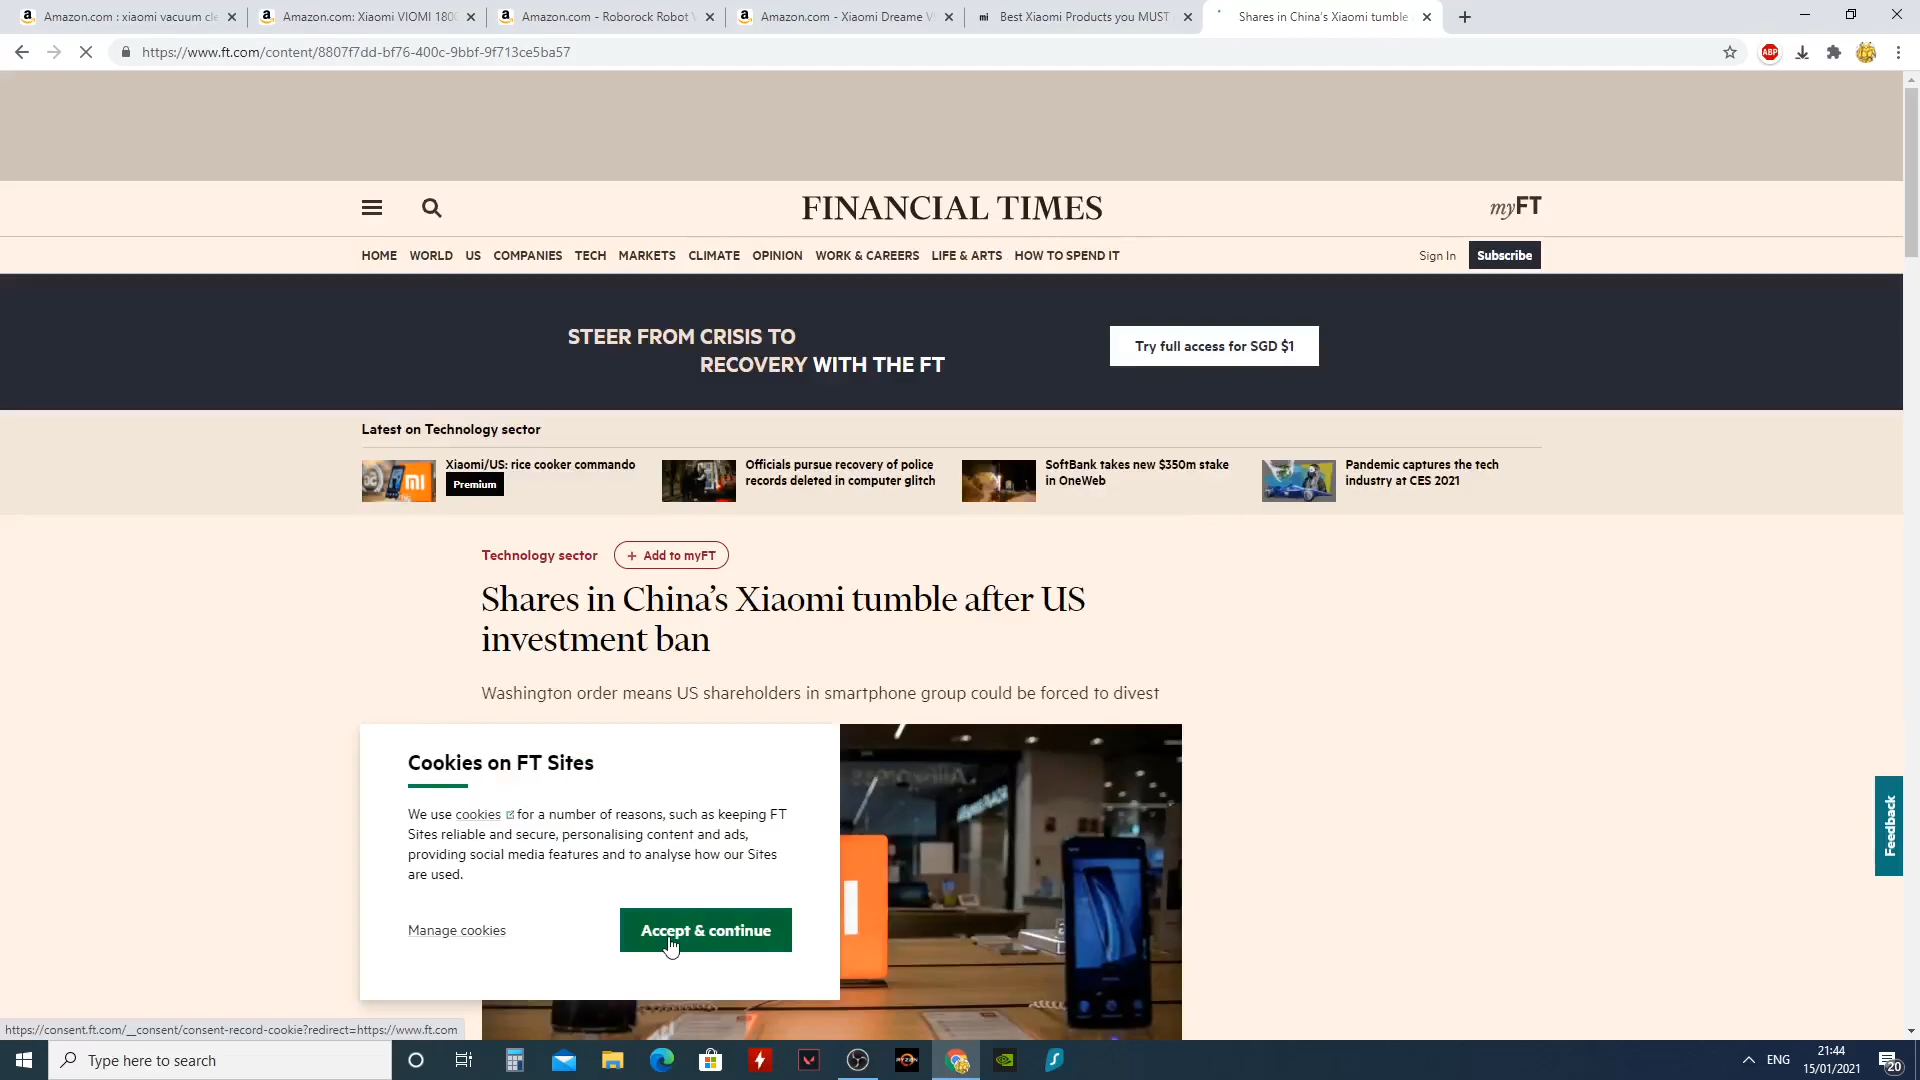 Amazon.com : xiaomi vacuum cle
Amazon.com: Xiaomi VIOMI 1800
Amazon.com - Roborock Robot V
Amazon.com - Xiaomi Dreame V
mi Best Xiaomi Products you MUST
Shares in China's Xiaomi tumble
https://www.ft.com/content/8807f7dd-bf76-400c-9bbf-9f713ce5ba57
ABP
FINANCIAL TIMES
myFT
HOME WORLD US COMPANIES TECH MARKETS CLIMATE OPINION WORK & CAREERS LIFE & ARTS HOW TO SPEND IT
Sign In
Subscribe
STEER FROM CRISIS TO
RECOVERY WITH THE FT
Try full access for SGD $1
Latest on Technology sector
Xiaomi/US: rice cooker commando
Premium
Officials pursue recovery of police
records deleted in computer glitch
SoftBank takes new $350m stake
in OneWeb
Pandemic captures the tech
industry at CES 2021
Technology sector
+ Add to myFT
Shares in China's Xiaomi tumble after US
investment ban
Washington order means US shareholders in smartphone group could be forced to divest
Cookies on FT Sites
We use cookies for a number of reasons, such as keeping FT
Sites reliable and secure, personalising content and ads,
providing social media features and to analyse how our Sites
are used.
Manage cookies
Accept & continue
Feedback
https://consent.ft.com/__consent/consent-record-cookie?redirect=https://www.ft.com
Type here to search
RYZEN
ENG
21:44
15/01/2021
20